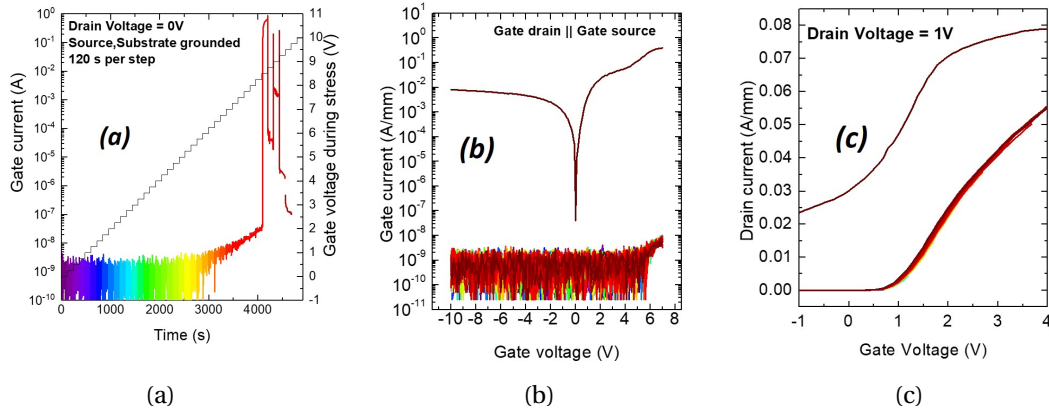 Drain Voltage = 0V
Source,Substrate grounded
120 s per step
(a)
Gate current (A)
10⁰
10⁻¹
10⁻²
10⁻³
10⁻⁴
10⁻⁵
10⁻⁶
10⁻⁷
10⁻⁸
10⁻⁹
10⁻¹⁰
11
10
9
8
7
6
5
4
3
2
1
0
-1
Gate voltage during stress (V)
0 1000 2000 3000 4000
Time (s)
Gate drain || Gate source
(b)
Gate current (A/mm)
10¹
10⁰
10⁻¹
10⁻²
10⁻³
10⁻⁴
10⁻⁵
10⁻⁶
10⁻⁷
10⁻⁸
10⁻⁹
10⁻¹⁰
10⁻¹¹
-10 -8 -6 -4 -2 0 2 4 6 8
Gate voltage (V)
Drain Voltage = 1V
(c)
Drain current (A/mm)
0.08
0.07
0.06
0.05
0.04
0.03
0.02
0.01
0.00
-1 0 1 2 3 4
Gate Voltage (V)
(a) (b) (c)